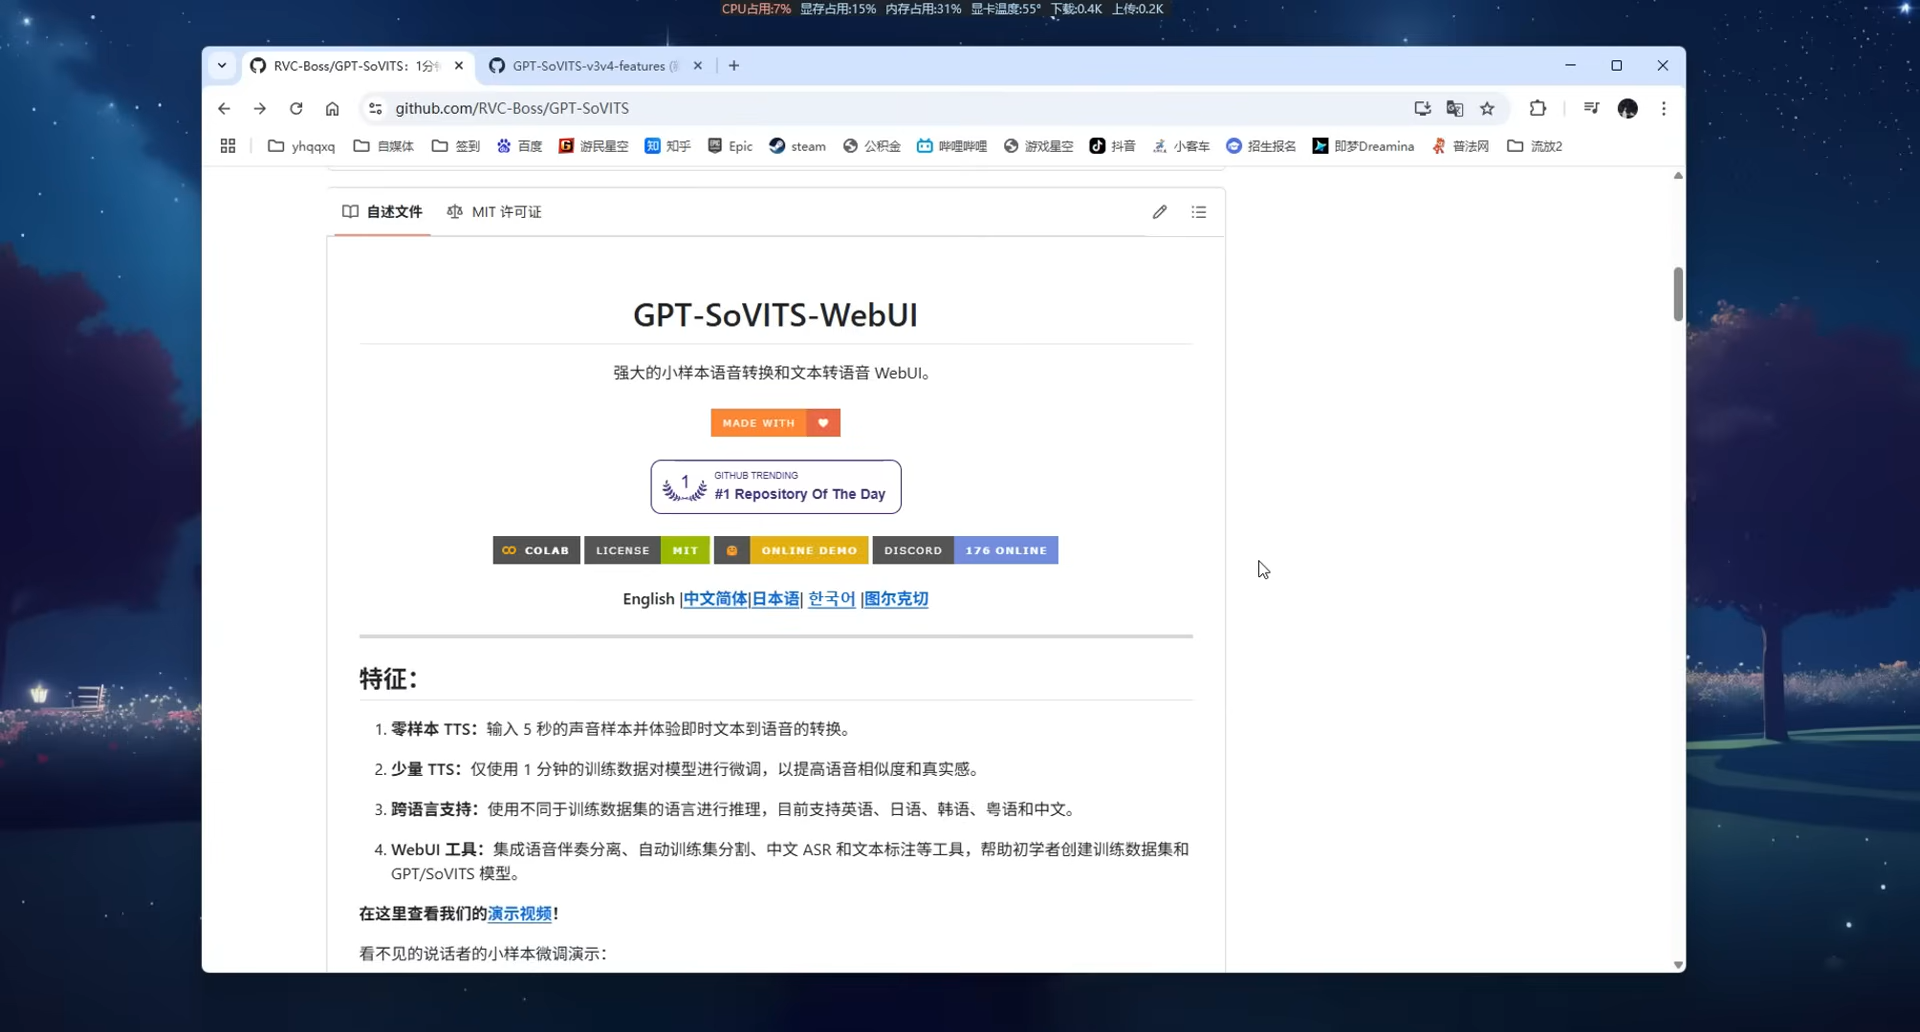 CPU占用:7% 显存占用:15% 内存占用:31% 显卡温度:55° 下载:0.4K 上传:0.2K
RVC-Boss/GPT-SoVITS：1分 GPT-SoVITS-v3v4-features
github.com/RVC-Boss/GPT-SoVITS
yhqqxq 自媒体 签到 百度 游民星空 知乎 Epic steam 公积金 哔哩哔哩 游戏星空 抖音 小客车 招生报名 即梦Dreamina 普法网 流放2
自述文件 MIT 许可证
GPT-SoVITS-WebUI
强大的小样本语音转换和文本转语音 WebUI。
MADE WITH
1 GITHUB TRENDING
#1 Repository Of The Day
COLAB LICENSE MIT ONLINE DEMO DISCORD 176 ONLINE
English |中文简体|日本语| 한국어 |图尔克切
特征：
1. 零样本 TTS：输入 5 秒的声音样本并体验即时文本到语音的转换。
2. 少量 TTS：仅使用 1 分钟的训练数据对模型进行微调，以提高语音相似度和真实感。
3. 跨语言支持：使用不同于训练数据集的语言进行推理，目前支持英语、日语、韩语、粤语和中文。
4. WebUI 工具：集成语音伴奏分离、自动训练集分割、中文 ASR 和文本标注等工具，帮助初学者创建训练数据集和
GPT/SoVITS 模型。
在这里查看我们的演示视频！
看不见的说话者的小样本微调演示：